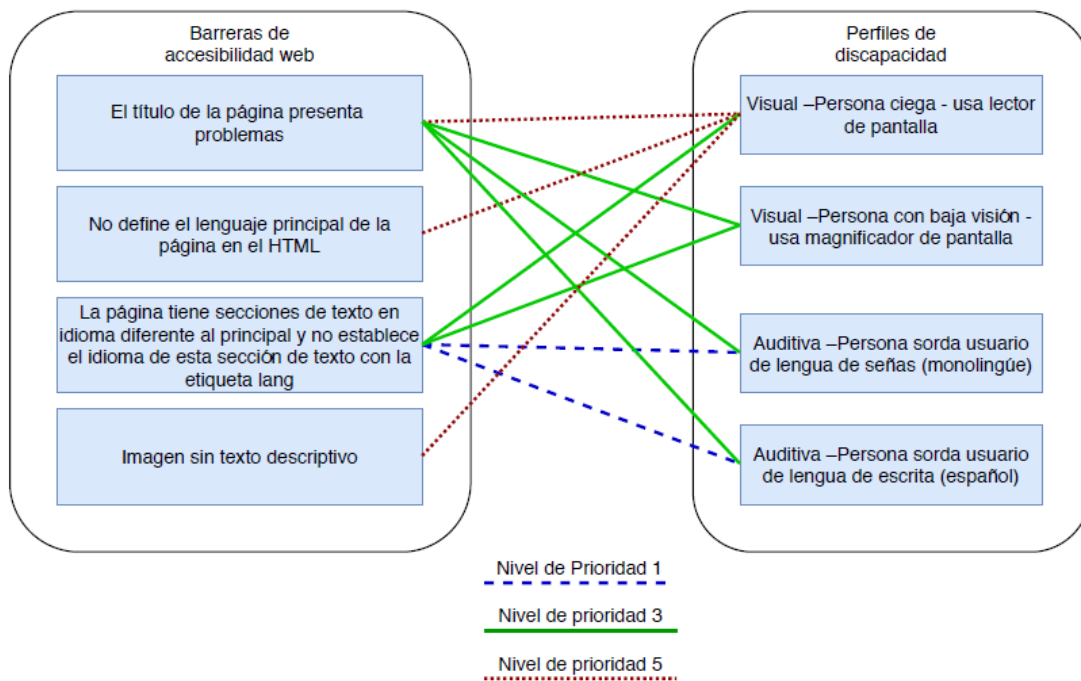 Barreras de
accesibilidad web
El título de la página presenta
problemas
No define el lenguaje principal de la
página en el HTML
La página tiene secciones de texto en
idioma diferente al principal y no establece
el idioma de esta sección de texto con la
etiqueta lang
Imagen sin texto descriptivo
Perfiles de
discapacidad
Visual –Persona ciega - usa lector
de pantalla
Visual –Persona con baja visión -
usa magnificador de pantalla
Auditiva –Persona sorda usuario
de lengua de señas (monolingúe)
Auditiva –Persona sorda usuario
de lengua de escrita (español)
Nivel de Prioridad 1
Nivel de prioridad 3
Nivel de prioridad 5